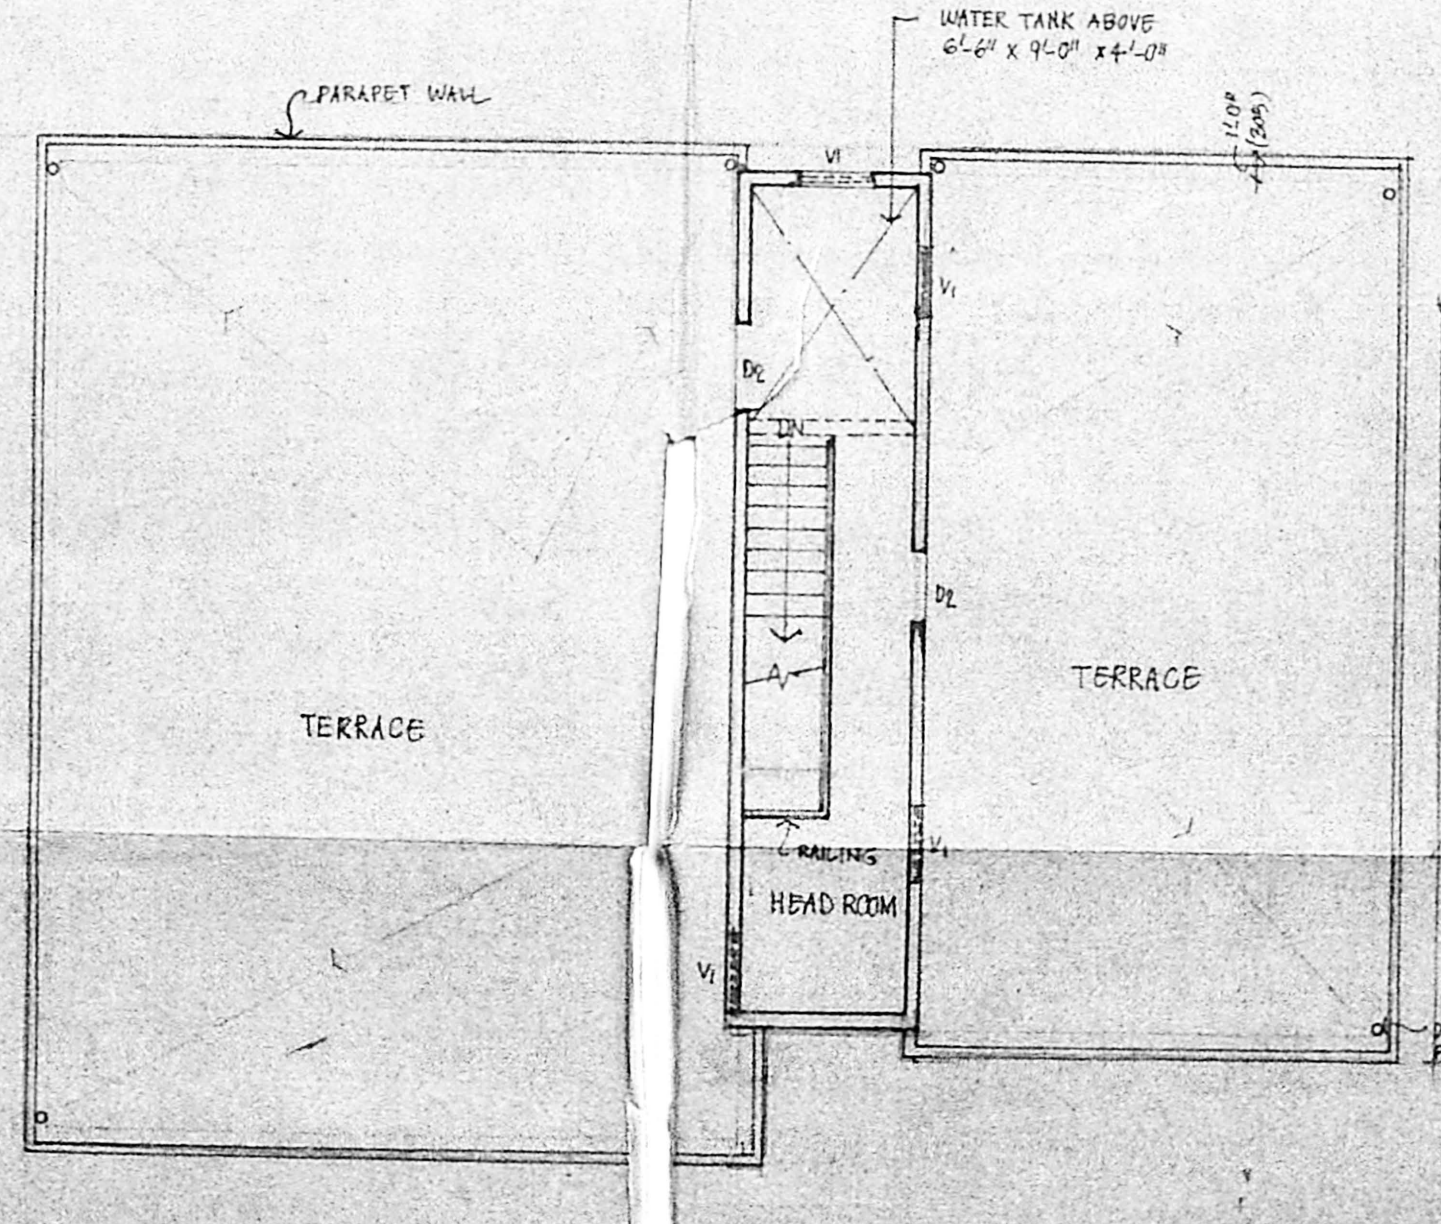 WATER TANK ABOVE
6'-6" x 9'-0" x 4'-0"
PARAPET WALL
1'-0"
(305)
V1
V1
D2
DN
D2
TERRACE
TERRACE
RAILING
V1
HEAD ROOM
V1